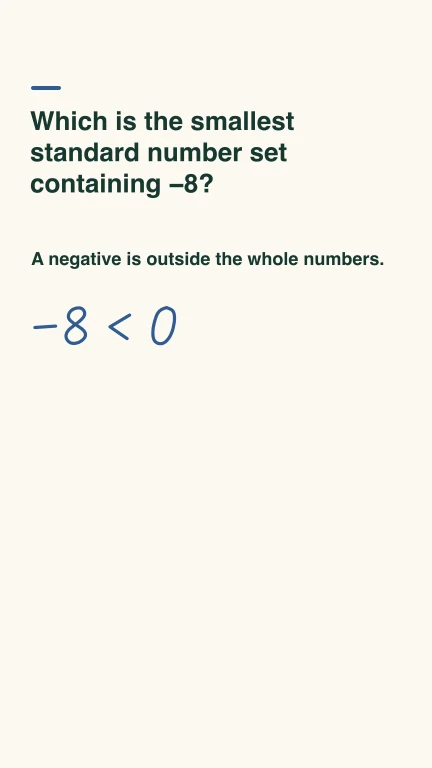 Which is the smallest
standard number set
containing −8?
A negative is outside the whole numbers.
−8 < 0